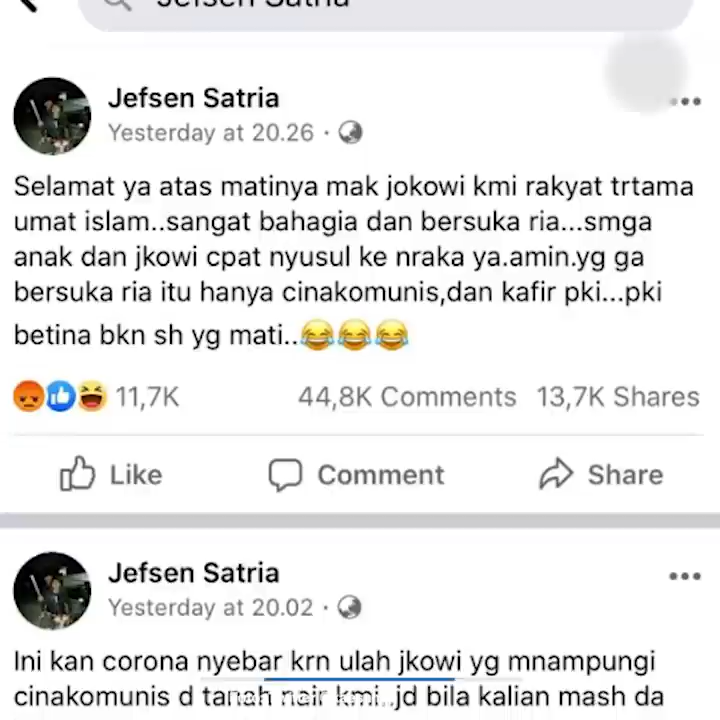 Jefsen Satria
Jefsen Satria
Yesterday at 20.26 ·
Selamat ya atas matinya mak jokowi kmi rakyat trtama
umat islam..sangat bahagia dan bersuka ria...smga
anak dan jkowi cpat nyusul ke nraka ya.amin.yg ga
bersuka ria itu hanya cinakomunis,dan kafir pki...pki
betina bkn sh yg mati..😂😂😂
11,7K 44,8K Comments 13,7K Shares
Like Comment Share
Jefsen Satria
Yesterday at 20.02 ·
Ini kan corona nyebar krn ulah jkowi yg mnampungi
cinakomunis d tanah air kmi..jd bila kalian mash da